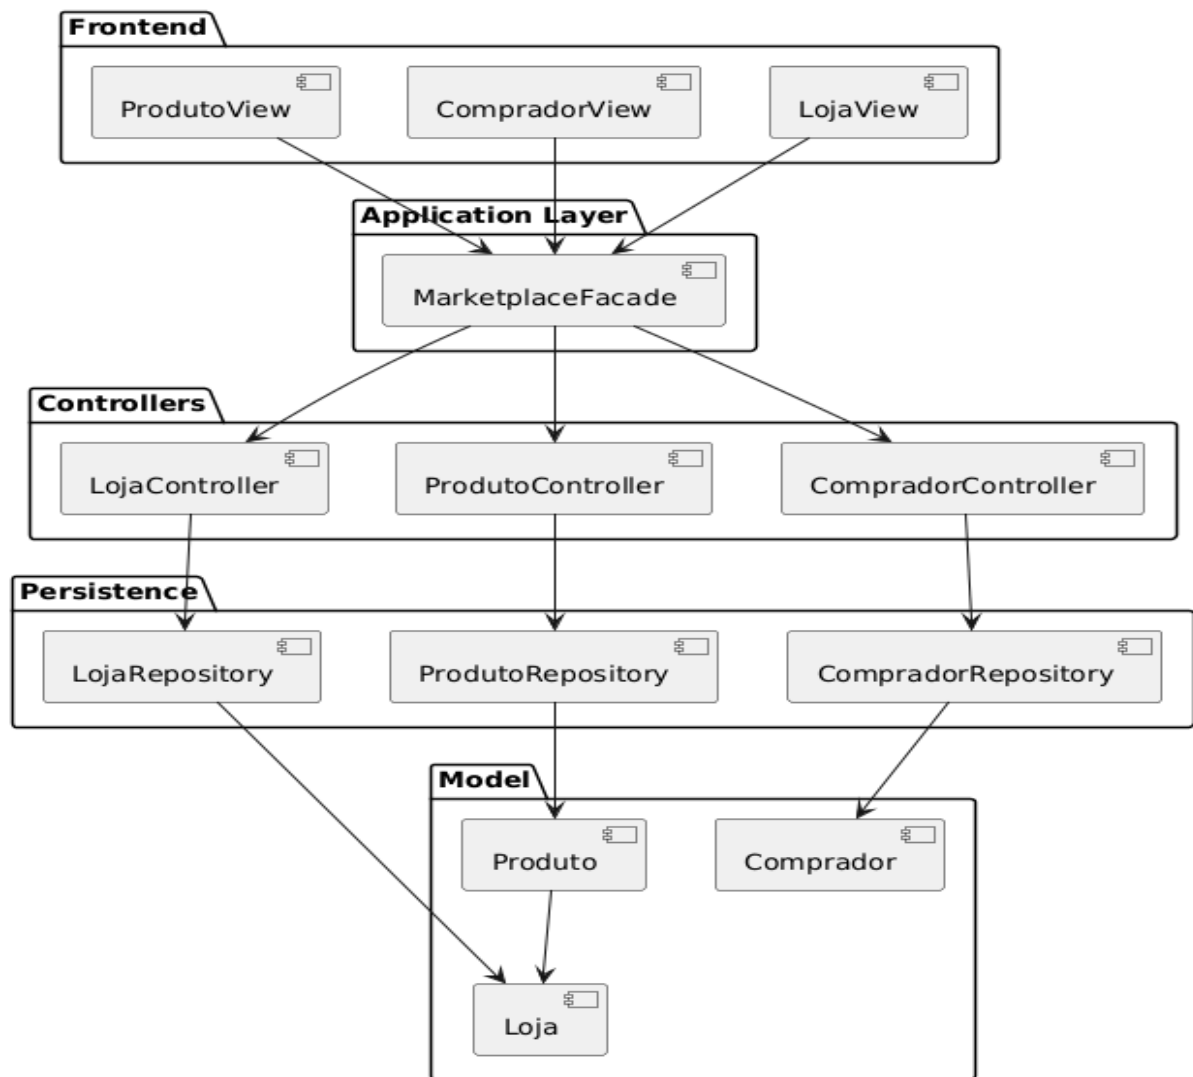 Frontend
ProdutoView
CompradorView
LojaView
Application Layer
MarketplaceFacade
Controllers
LojaController
ProdutoController
CompradorController
Persistence
LojaRepository
ProdutoRepository
CompradorRepository
Model
Produto
Comprador
Loja